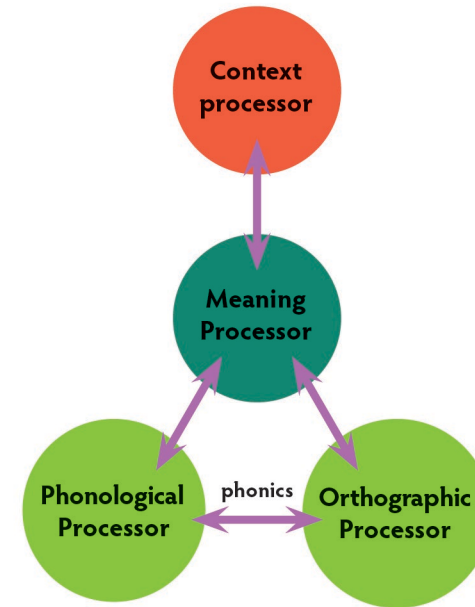 Context
processor
Meaning
Processor
phonics
Phonological
Processor
Orthographic
Processor